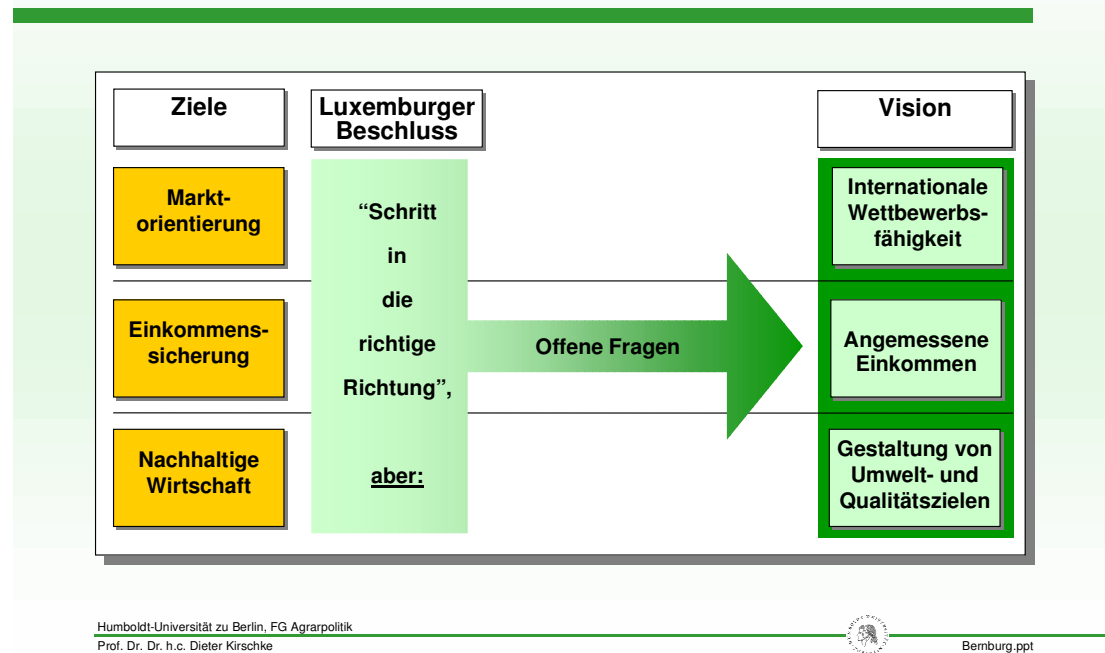 Ziele
Luxemburger
Beschluss
Vision
Markt-
orientierung
“Schritt
in
die
richtige
Richtung”,
aber:
Internationale
Wettbewerbs-
fähigkeit
Einkommens-
sicherung
Offene Fragen
Angemessene
Einkommen
Nachhaltige
Wirtschaft
Gestaltung von
Umwelt- und
Qualitätszielen
Humboldt-Universität zu Berlin, FG Agrarpolitik
Prof. Dr. Dr. h.c. Dieter Kirschke
Bernburg.ppt